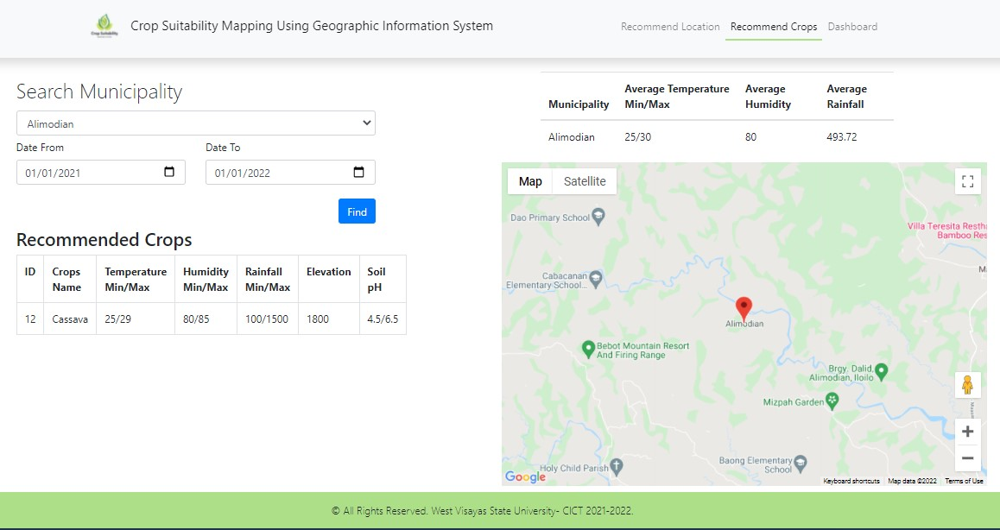 Crop Suitability
Crop Suitability Mapping Using Geographic Information System
Recommend Location Recommend Crops Dashboard
Search Municipality
Alimodian
Date From Date To
01/01/2021 01/01/2022
Find
Recommended Crops
ID Crops Name Temperature Min/Max Humidity Min/Max Rainfall Min/Max Elevation Soil pH
12 Cassava 25/29 80/85 100/1500 1800 4.5/6.5
Municipality Average Temperature Min/Max Average Humidity Average Rainfall
Alimodian 25/30 80 493.72
Map Satellite
Dao Primary School
Villa Teresita Resth
Bamboo Res
Cabacanan
Elementary School...
Alimodian
Bebot Mountain Resort
And Firing Range
Brgy. Dalid,
Alimodian, Iloilo
Mizpah Garden
Baong Elementary
School
Holy Child Parish
Google
Keyboard shortcuts Map data ©2022 Terms of Use
© All Rights Reserved. West Visayas State University- CICT 2021-2022.